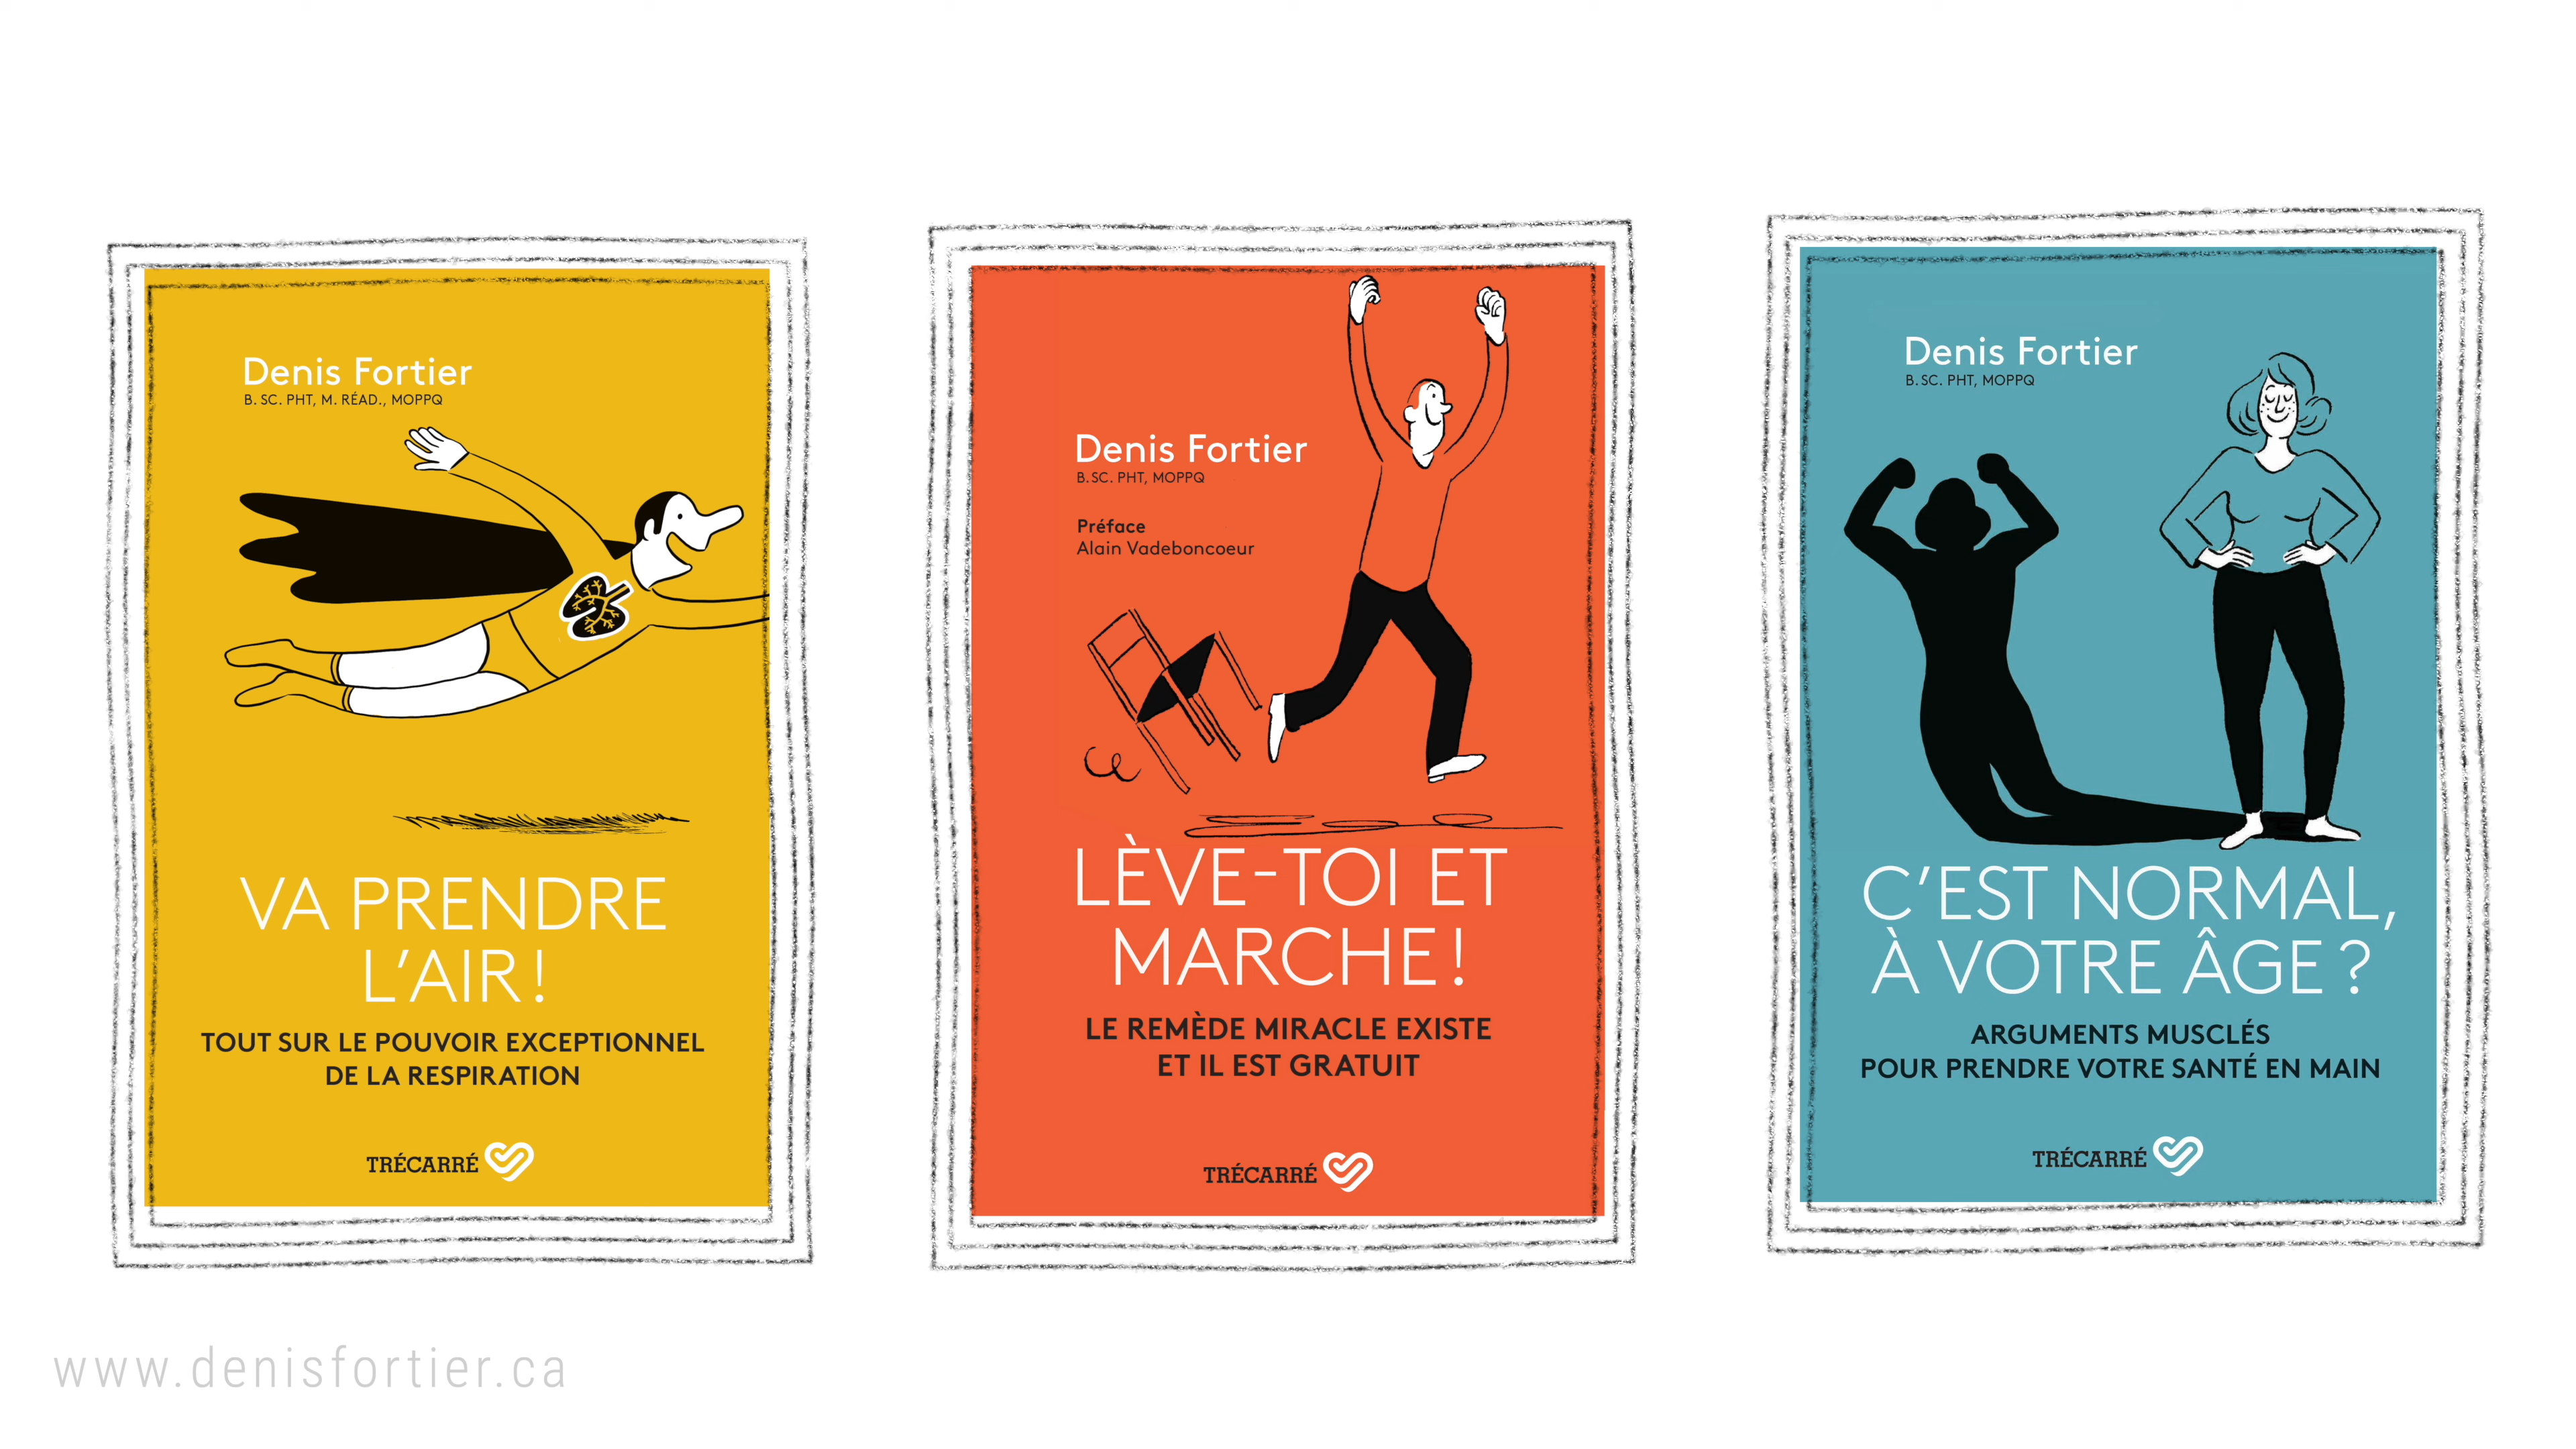 Denis Fortier
B. SC. PHT, M. RÉAD., MOPPQ
VA PRENDRE
L'AIR !
TOUT SUR LE POUVOIR EXCEPTIONNEL
DE LA RESPIRATION
TRÉCARRÉ
Denis Fortier
B. SC. PHT, MOPPQ
Préface
Alain Vadeboncoeur
LÈVE-TOI ET
MARCHE !
LE REMÈDE MIRACLE EXISTE
ET IL EST GRATUIT
TRÉCARRÉ
Denis Fortier
B. SC. PHT, MOPPQ
C'EST NORMAL,
À VOTRE ÂGE ?
ARGUMENTS MUSCLÉS
POUR PRENDRE VOTRE SANTÉ EN MAIN
TRÉCARRÉ
www.denisfortier.ca